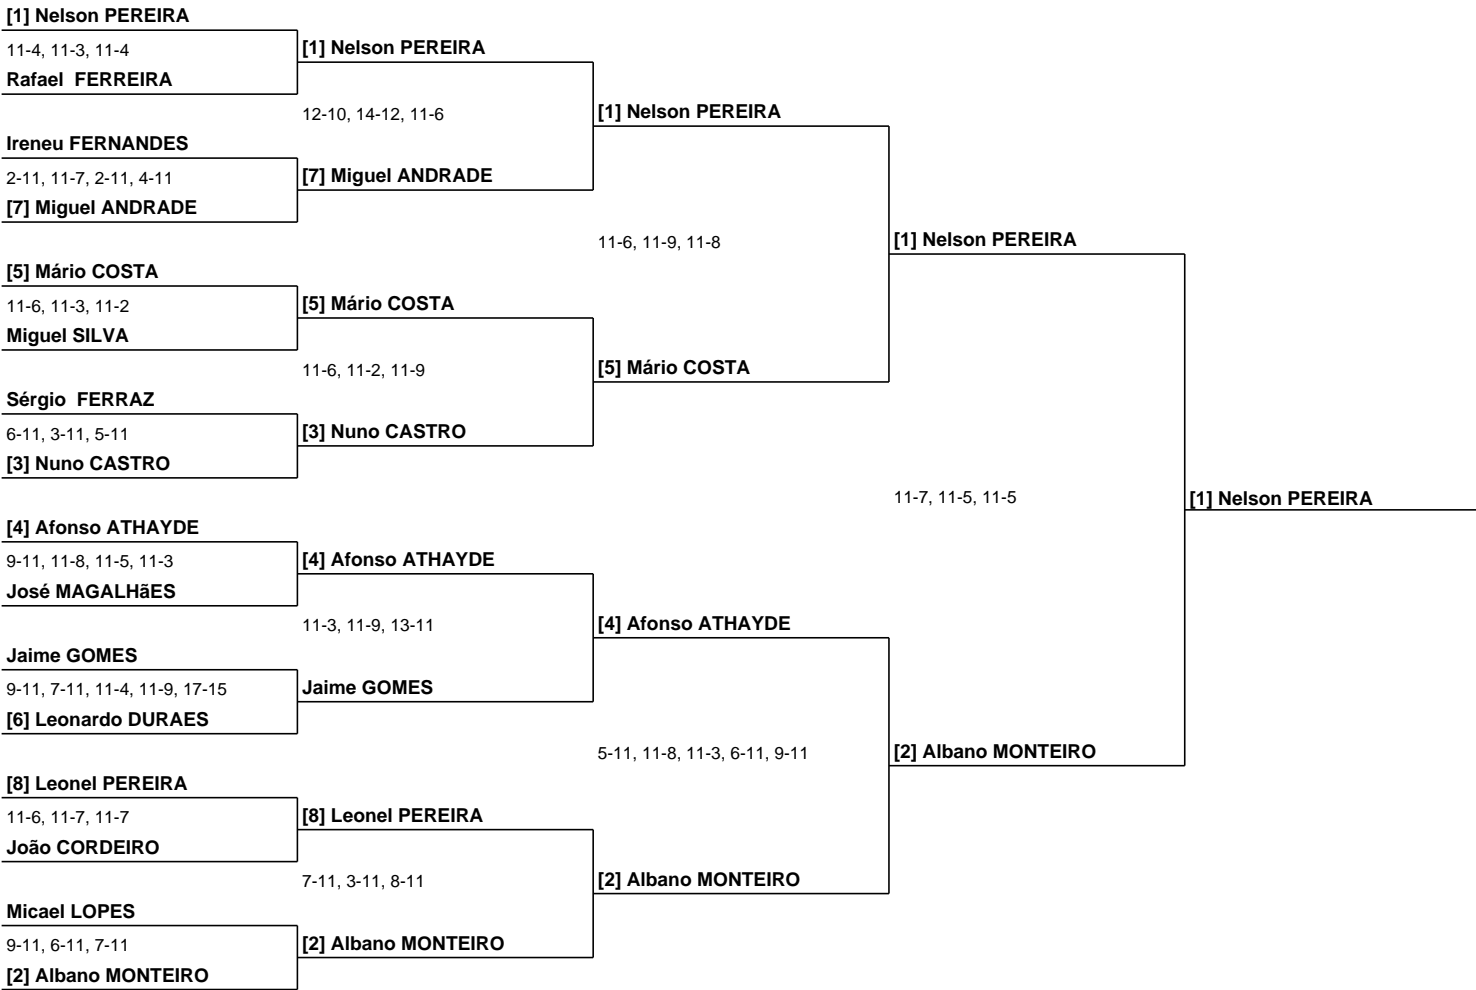 [1] Nelson PEREIRA
11-4, 11-3, 11-4
[1] Nelson PEREIRA
Rafael FERREIRA
12-10, 14-12, 11-6
[1] Nelson PEREIRA
Ireneu FERNANDES
2-11, 11-7, 2-11, 4-11
[7] Miguel ANDRADE
[7] Miguel ANDRADE
11-6, 11-9, 11-8
[1] Nelson PEREIRA
[5] Mário COSTA
11-6, 11-3, 11-2
[5] Mário COSTA
Miguel SILVA
11-6, 11-2, 11-9
[5] Mário COSTA
Sérgio FERRAZ
6-11, 3-11, 5-11
[3] Nuno CASTRO
[3] Nuno CASTRO
11-7, 11-5, 11-5
[1] Nelson PEREIRA
[4] Afonso ATHAYDE
9-11, 11-8, 11-5, 11-3
[4] Afonso ATHAYDE
José MAGALHãES
11-3, 11-9, 13-11
[4] Afonso ATHAYDE
Jaime GOMES
9-11, 7-11, 11-4, 11-9, 17-15
Jaime GOMES
[6] Leonardo DURAES
5-11, 11-8, 11-3, 6-11, 9-11
[2] Albano MONTEIRO
[8] Leonel PEREIRA
11-6, 11-7, 11-7
[8] Leonel PEREIRA
João CORDEIRO
7-11, 3-11, 8-11
[2] Albano MONTEIRO
Micael LOPES
9-11, 6-11, 7-11
[2] Albano MONTEIRO
[2] Albano MONTEIRO